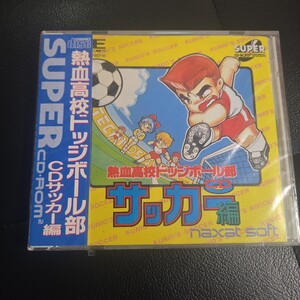 熱血高校ドッジボール部
CDサッカー編
SUPER CD-ROM²
SUPER
熱血高校ドッジボール部
サッカー編
naxat soft